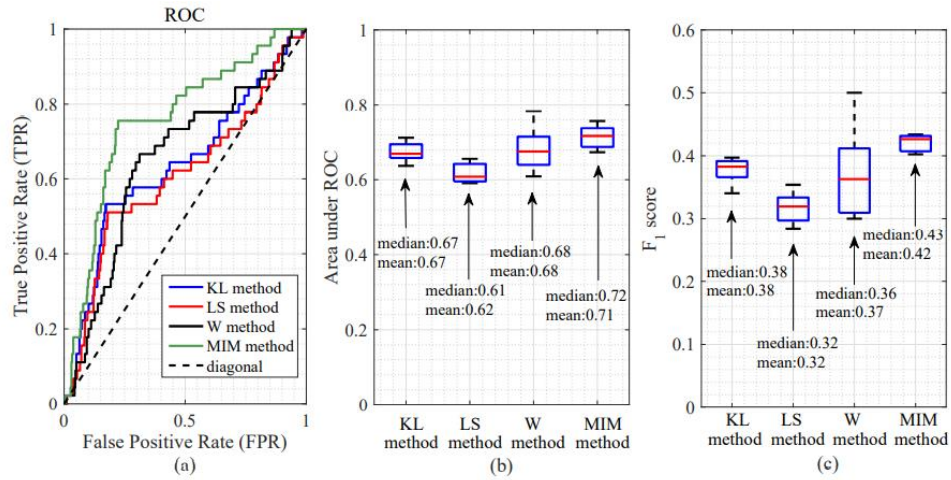 ROC
1
0.8
0.6
0.4
0.2
0
0
0.5
1
True Positive Rate (TPR)
False Positive Rate (FPR)
KL method
LS method
W method
MIM method
diagonal
(a)
1
0.8
0.6
0.4
0.2
0
Area under ROC
median:0.67
mean:0.67
median:0.61
mean:0.62
median:0.68
mean:0.68
median:0.72
mean:0.71
KL
method
LS
method
W
method
MIM
method
(b)
0.6
0.5
0.4
0.3
0.2
0.1
0
F1 score
median:0.38
mean:0.38
median:0.32
mean:0.32
median:0.36
mean:0.37
median:0.43
mean:0.42
KL
method
LS
method
W
method
MIM
method
(c)